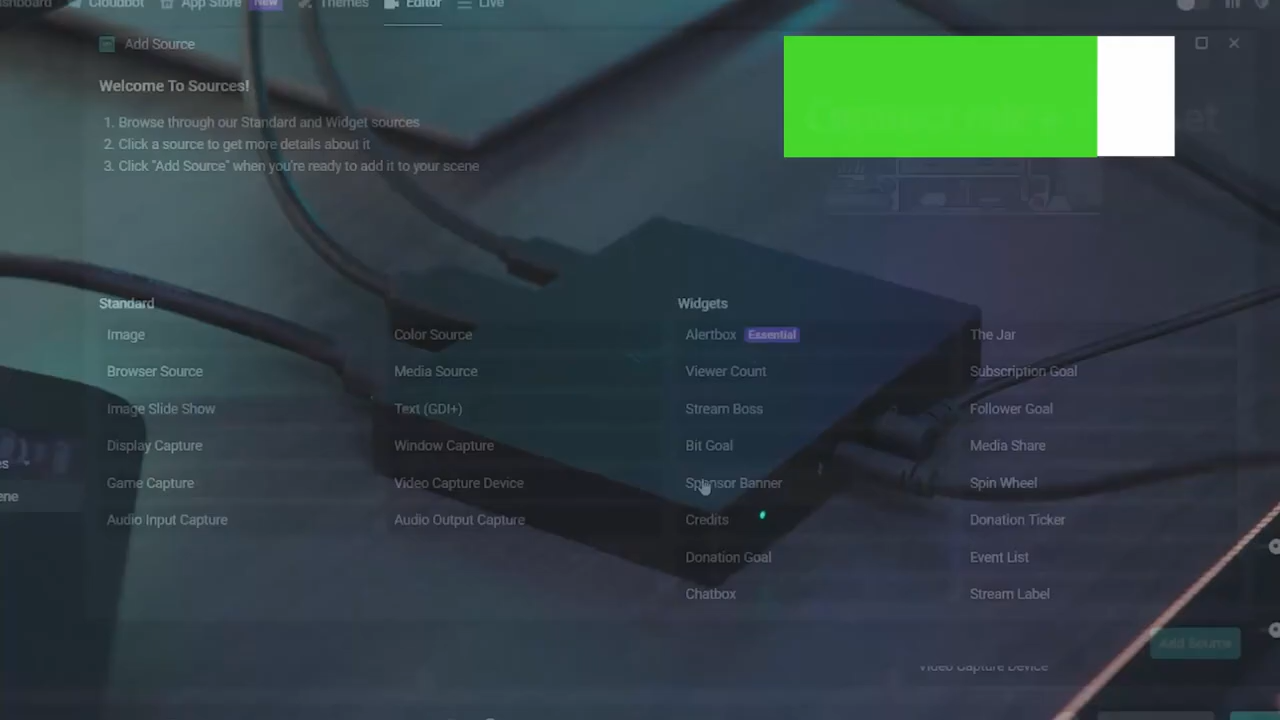 Cloudbot App Store New Themes Editor Live
Add Source
Welcome To Sources!
1. Browse through our Standard and Widget sources
2. Click a source to get more details about it
3. Click "Add Source" when you're ready to add it to your scene
Standard
Image
Browser Source
Image Slide Show
Display Capture
Game Capture
Audio Input Capture
Color Source
Media Source
Text (GDI+)
Window Capture
Video Capture Device
Audio Output Capture
Widgets
Alertbox Essential
Viewer Count
Stream Boss
Bit Goal
Sponsor Banner
Credits
Donation Goal
Chatbox
The Jar
Subscription Goal
Follower Goal
Media Share
Spin Wheel
Donation Ticker
Event List
Stream Label
Add Source
Video Capture Device